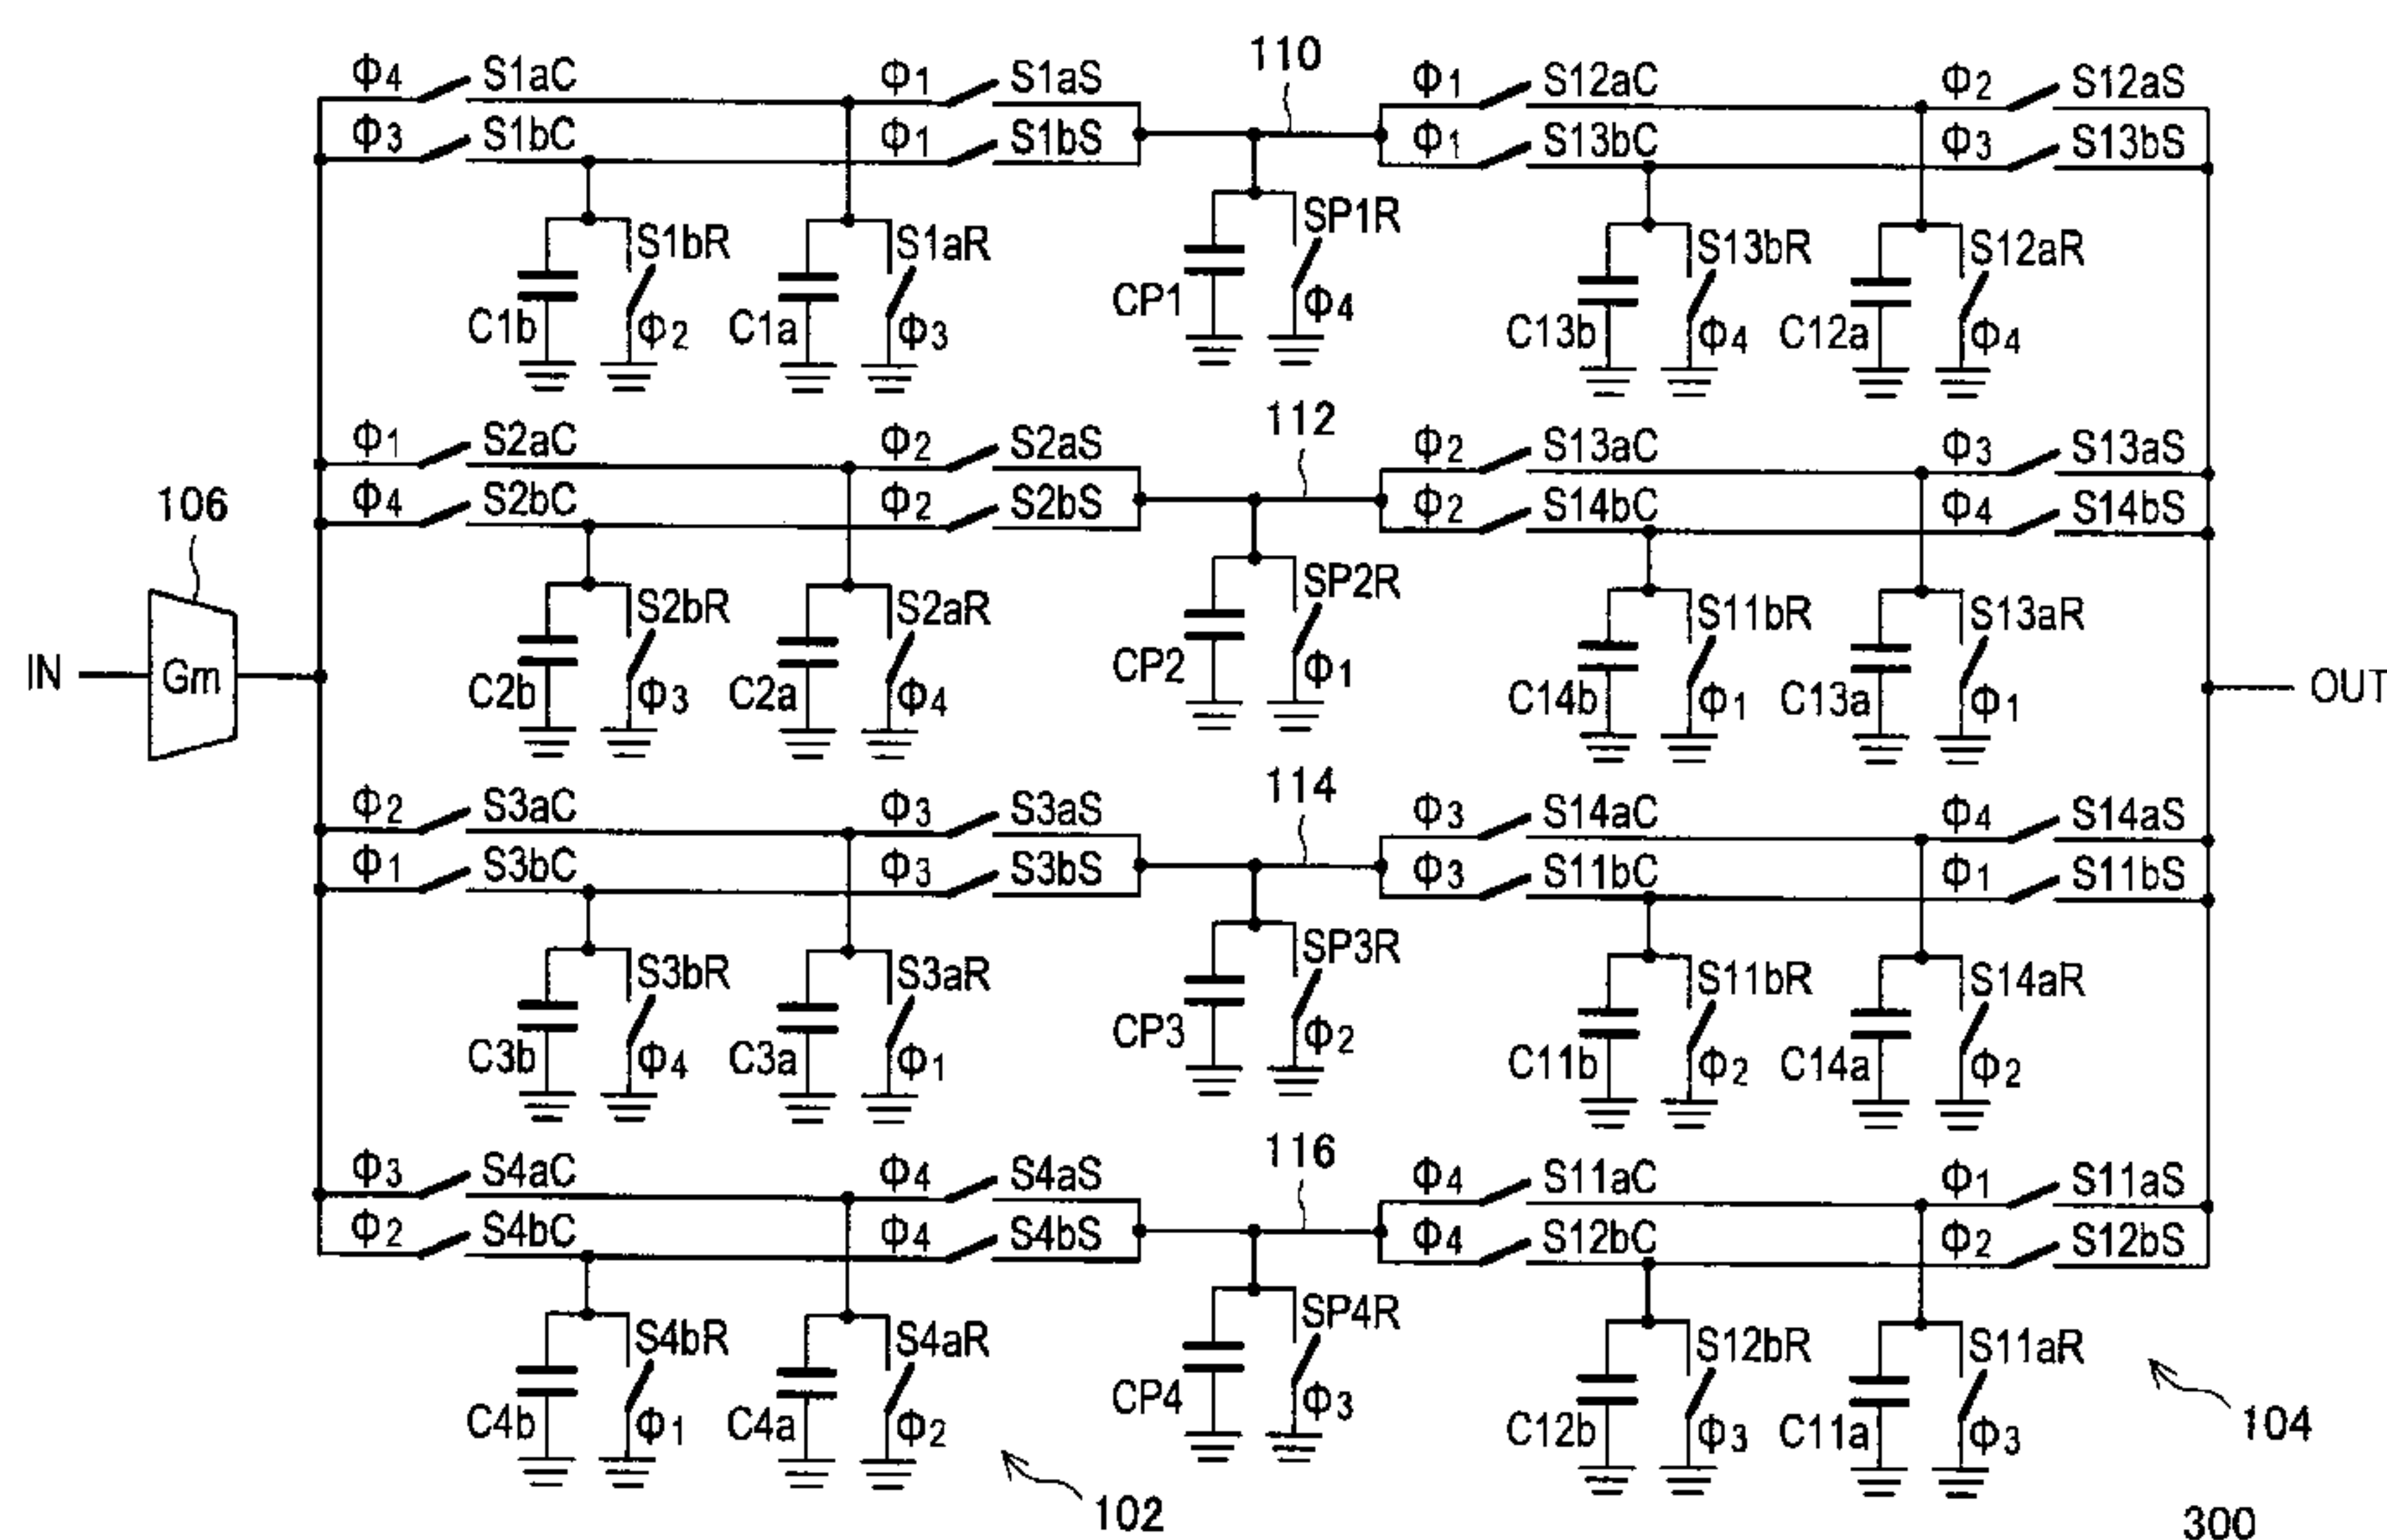 110
Φ4 S1aC Φ1 S1aS Φ1 S12aC Φ2 S12aS
Φ3 S1bC Φ1 S1bS Φ1 S13bC Φ3 S13bS
S1bR S1aR SP1R S13bR S12aR
C1b Φ2 C1a Φ3 CP1 Φ4 C13b Φ4 C12a Φ4
112
Φ1 S2aC Φ2 S2aS Φ2 S13aC Φ3 S13aS
106 Φ4 S2bC Φ2 S2bS Φ2 S14bC Φ4 S14bS
S2bR S2aR SP2R S11bR S13aR
IN Gm C2b Φ3 C2a Φ4 CP2 Φ1 C14b Φ1 C13a Φ1 OUT
114
Φ2 S3aC Φ3 S3aS Φ3 S14aC Φ4 S14aS
Φ1 S3bC Φ3 S3bS Φ3 S11bC Φ1 S11bS
S3bR S3aR SP3R S11bR S14aR
C3b Φ4 C3a Φ1 CP3 Φ2 C11b Φ2 C14a Φ2
116
Φ3 S4aC Φ4 S4aS Φ4 S11aC Φ1 S11aS
Φ2 S4bC Φ4 S4bS Φ4 S12bC Φ2 S12bS
S4bR S4aR SP4R S12bR S11aR
C4b Φ1 C4a Φ2 CP4 Φ3 C12b Φ3 C11a Φ3 104
102 300